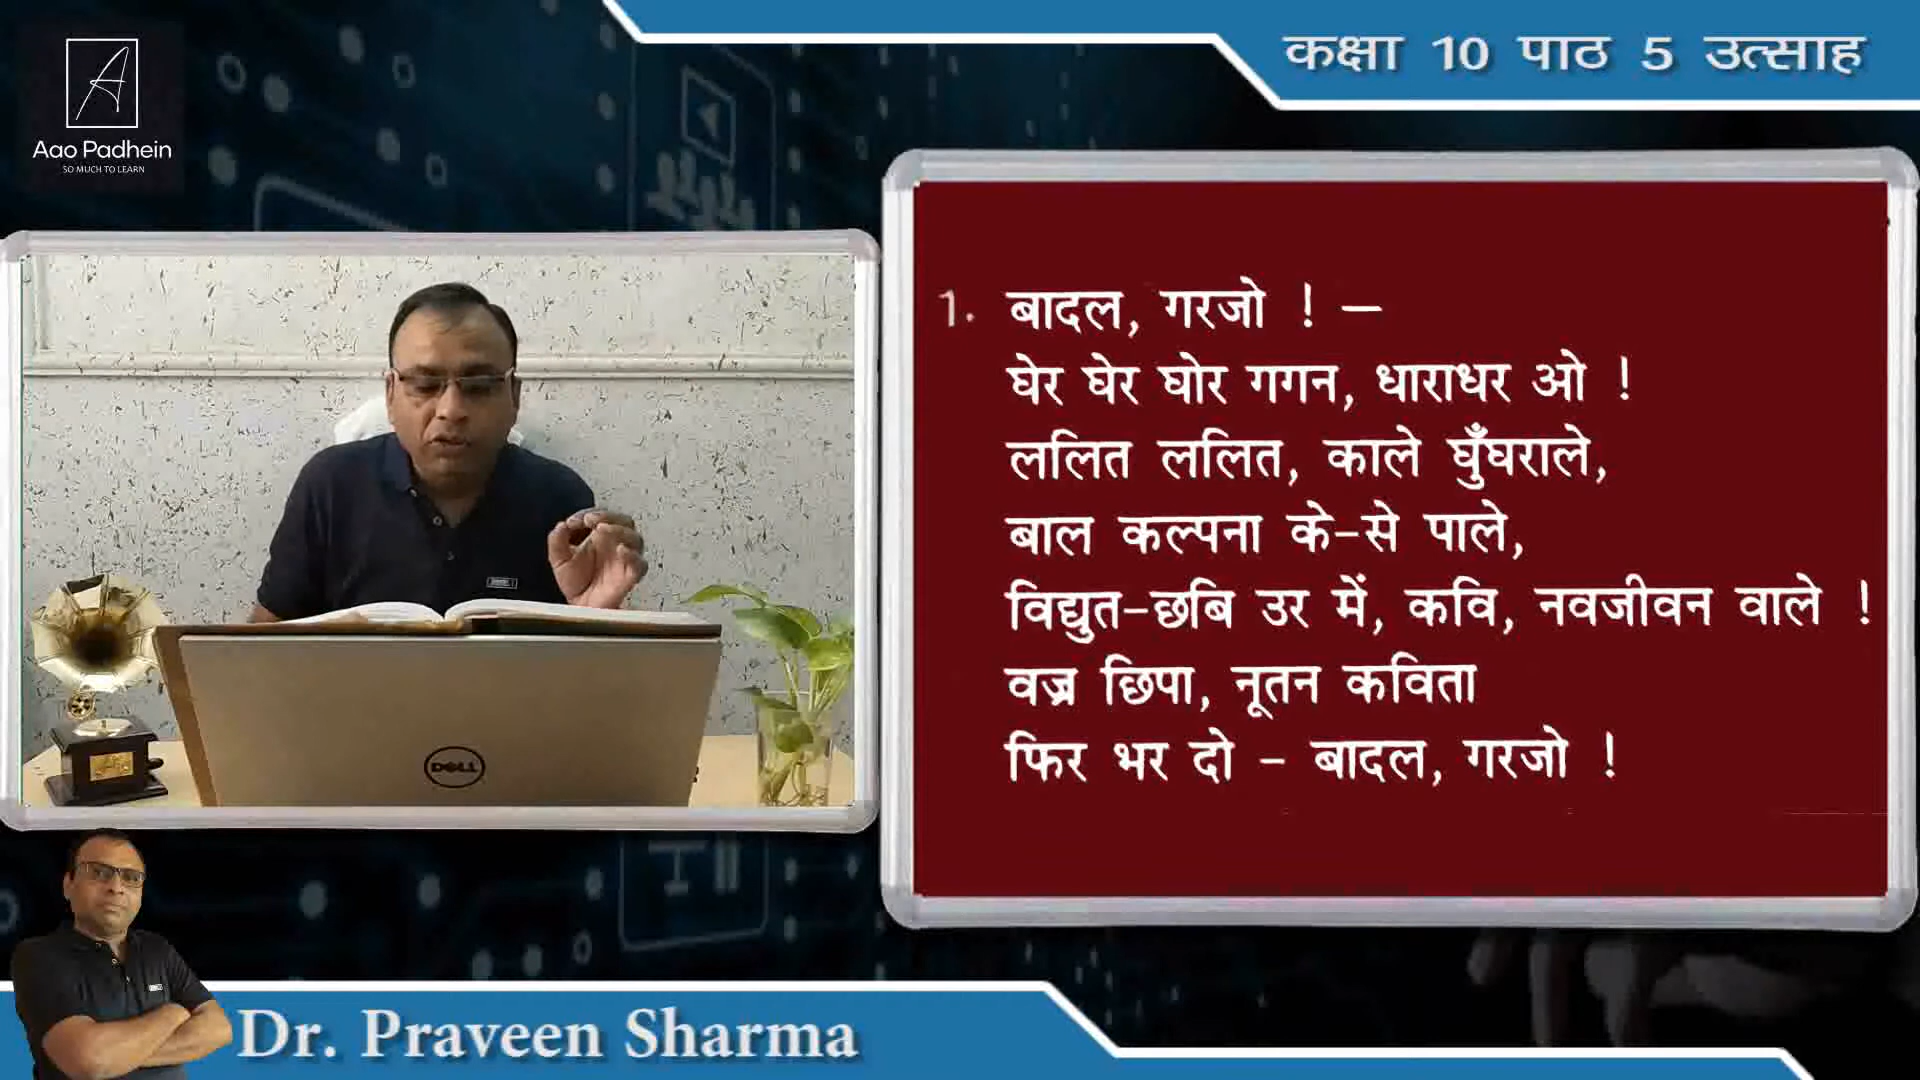 Aao Padhein
SO MUCH TO LEARN
कक्षा 10 पाठ 5 उत्साह
1. बादल, गरजो ! –
घेर घेर घोर गगन, धाराधर ओ !
ललित ललित, काले घुँघराले,
बाल कल्पना के-से पाले,
विद्युत-छबि उर में, कवि, नवजीवन वाले !
वज्र छिपा, नूतन कविता
फिर भर दो - बादल, गरजो !
DELL
Dr. Praveen Sharma